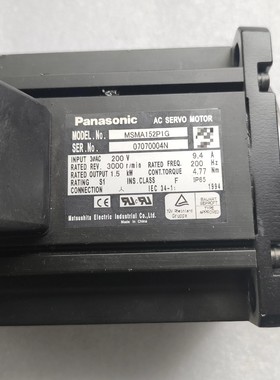 Panasonic AC SERVO MOTOR
MODEL.No. MSMA152P1G
SER.No. 07070004N
INPUT 3ØAC 200 V 9.4 A
RATED REV. 3000 r/min RATED FREQ. 200 Hz
RATED OUTPUT 1.5 kW CONT.TORQUE 4.77 Nm
RATING S1 INS.CLASS F IP65
CONNECTION 人 IEC 34-1: 1994
Matsushita Electric Industrial Co.,Ltd.
Made in China